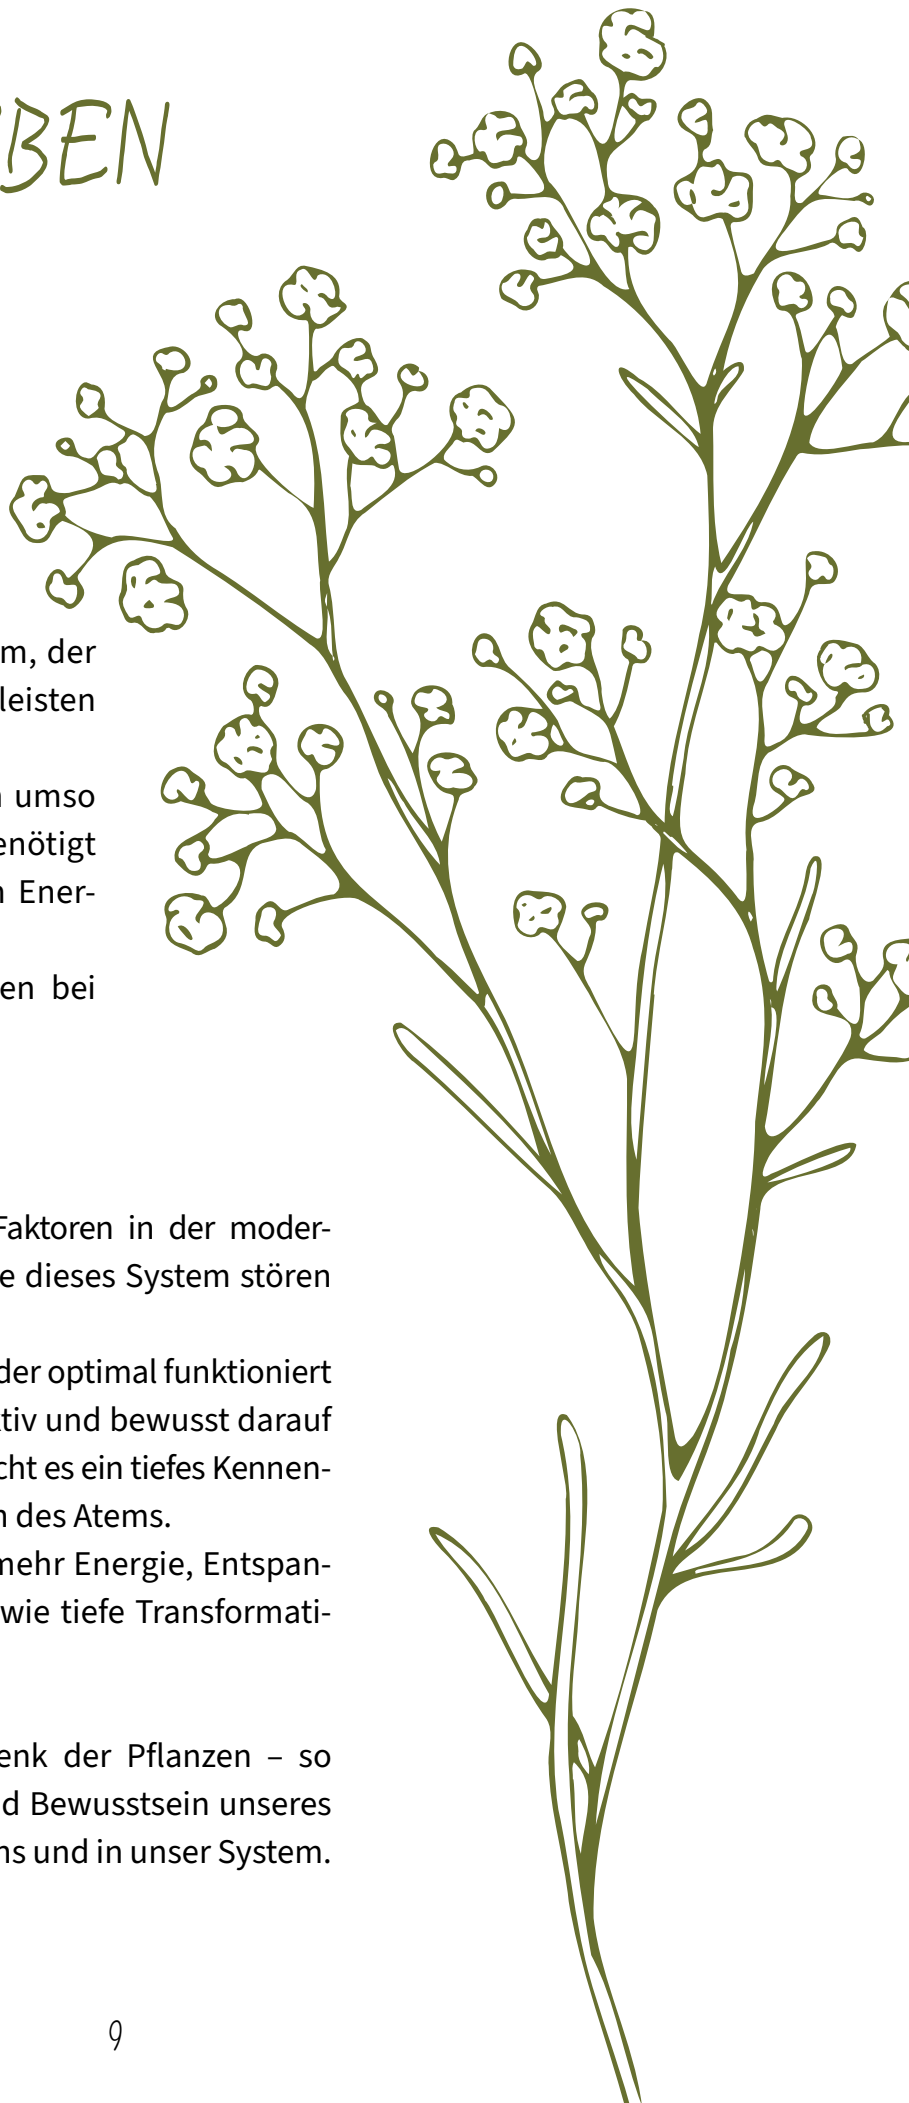 BEN
m, der
leisten
umso
enötigt
n Ener-
en bei
Faktoren in der moder-
e dieses System stören
der optimal funktioniert
tiv und bewusst darauf
cht es ein tiefes Kennen-
n des Atems.
mehr Energie, Entspan-
wie tiefe Transformati-
enk der Pflanzen – so
d Bewusstsein unseres
ns und in unser System.
9